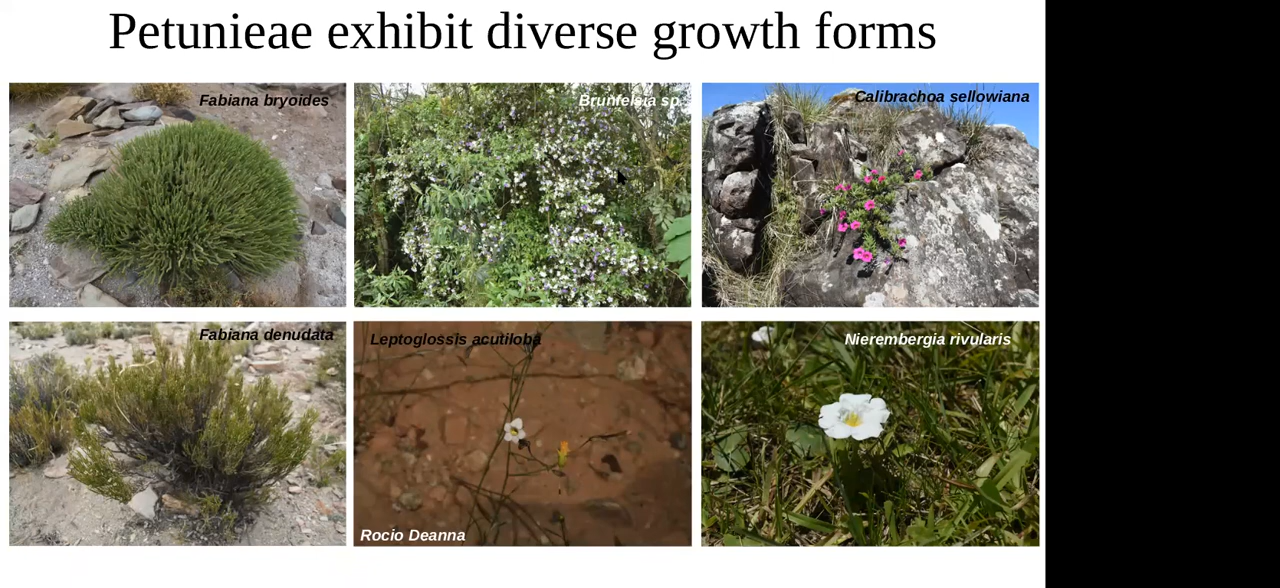 Petunieae exhibit diverse growth forms
Fabiana bryoides
Brunfelsia sp.
Calibrachoa sellowiana
Fabiana denudata
Leptoglossis acutiloba
Nierembergia rivularis
Rocio Deanna